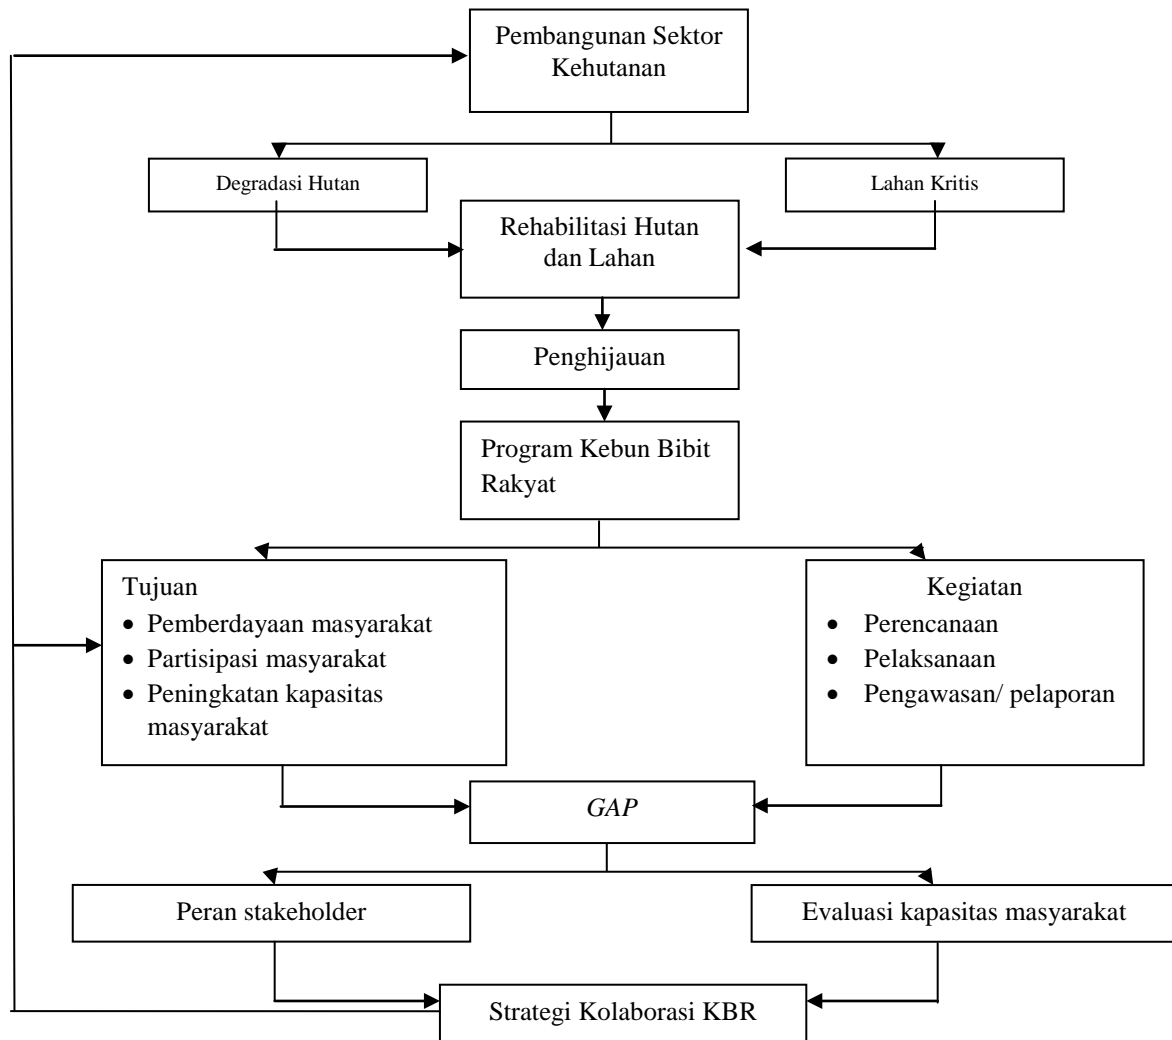 Pembangunan Sektor
Kehutanan
Degradasi Hutan
Lahan Kritis
Rehabilitasi Hutan
dan Lahan
Penghijauan
Program Kebun Bibit
Rakyat
Tujuan
• Pemberdayaan masyarakat
• Partisipasi masyarakat
• Peningkatan kapasitas
masyarakat
Kegiatan
• Perencanaan
• Pelaksanaan
• Pengawasan/ pelaporan
GAP
Peran stakeholder
Evaluasi kapasitas masyarakat
Strategi Kolaborasi KBR